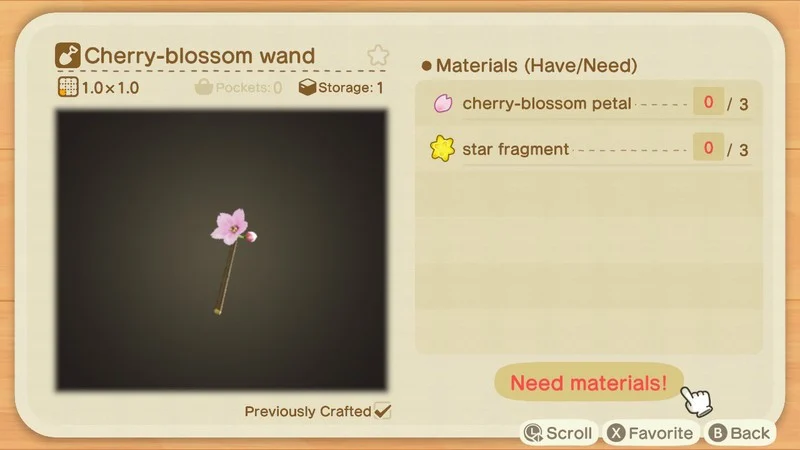 Cherry-blossom wand
1.0×1.0 Pockets: 0 Storage: 1
Previously Crafted
Materials (Have/Need)
cherry-blossom petal 0 / 3
star fragment 0 / 3
Need materials!
L Scroll X Favorite B Back